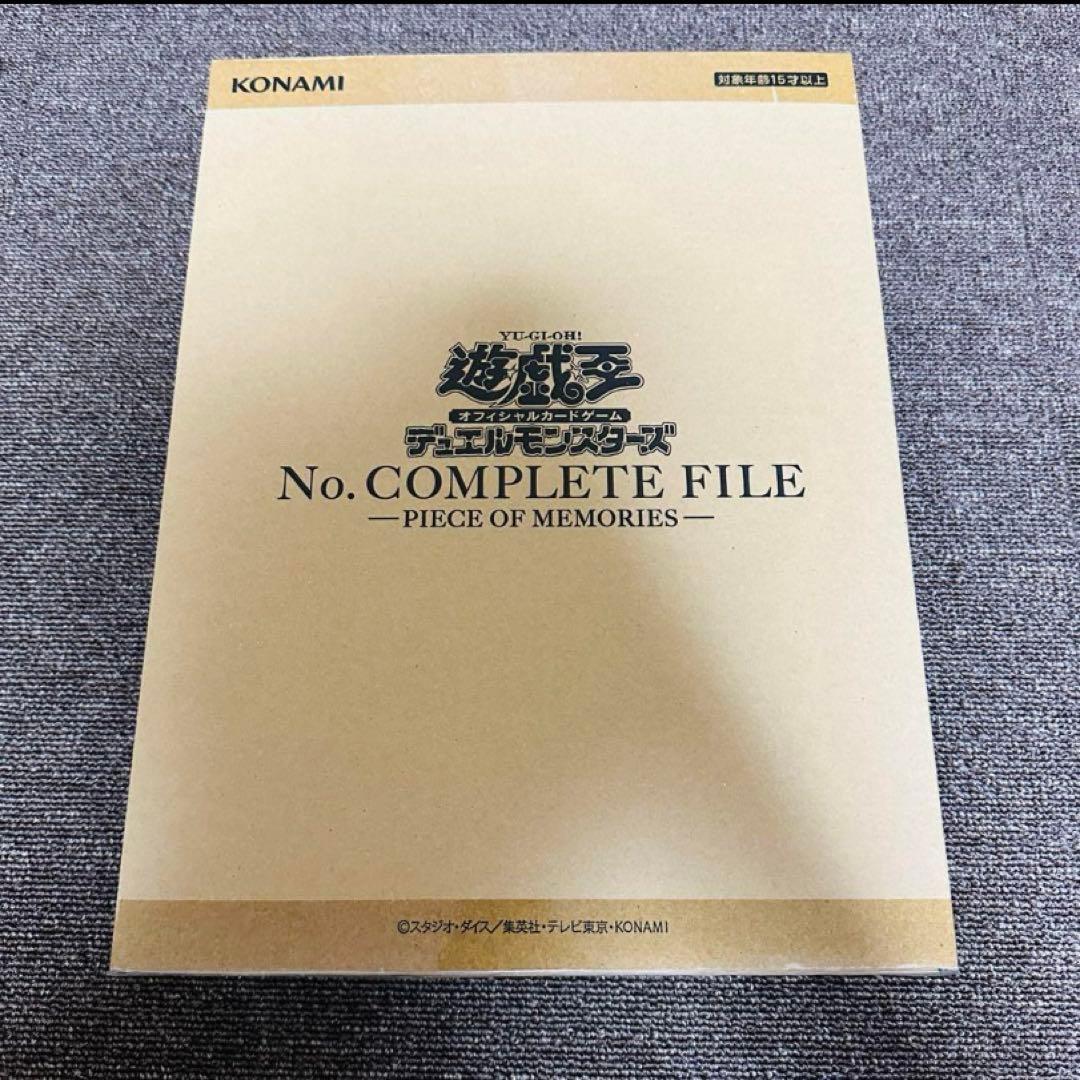 KONAMI
対象年齢15才以上
YU-GI-OH!
遊戯王
オフィシャルカードゲーム
デュエルモンスターズ
No. COMPLETE FILE
—PIECE OF MEMORIES—
©スタジオ・ダイス／集英社・テレビ東京・KONAMI